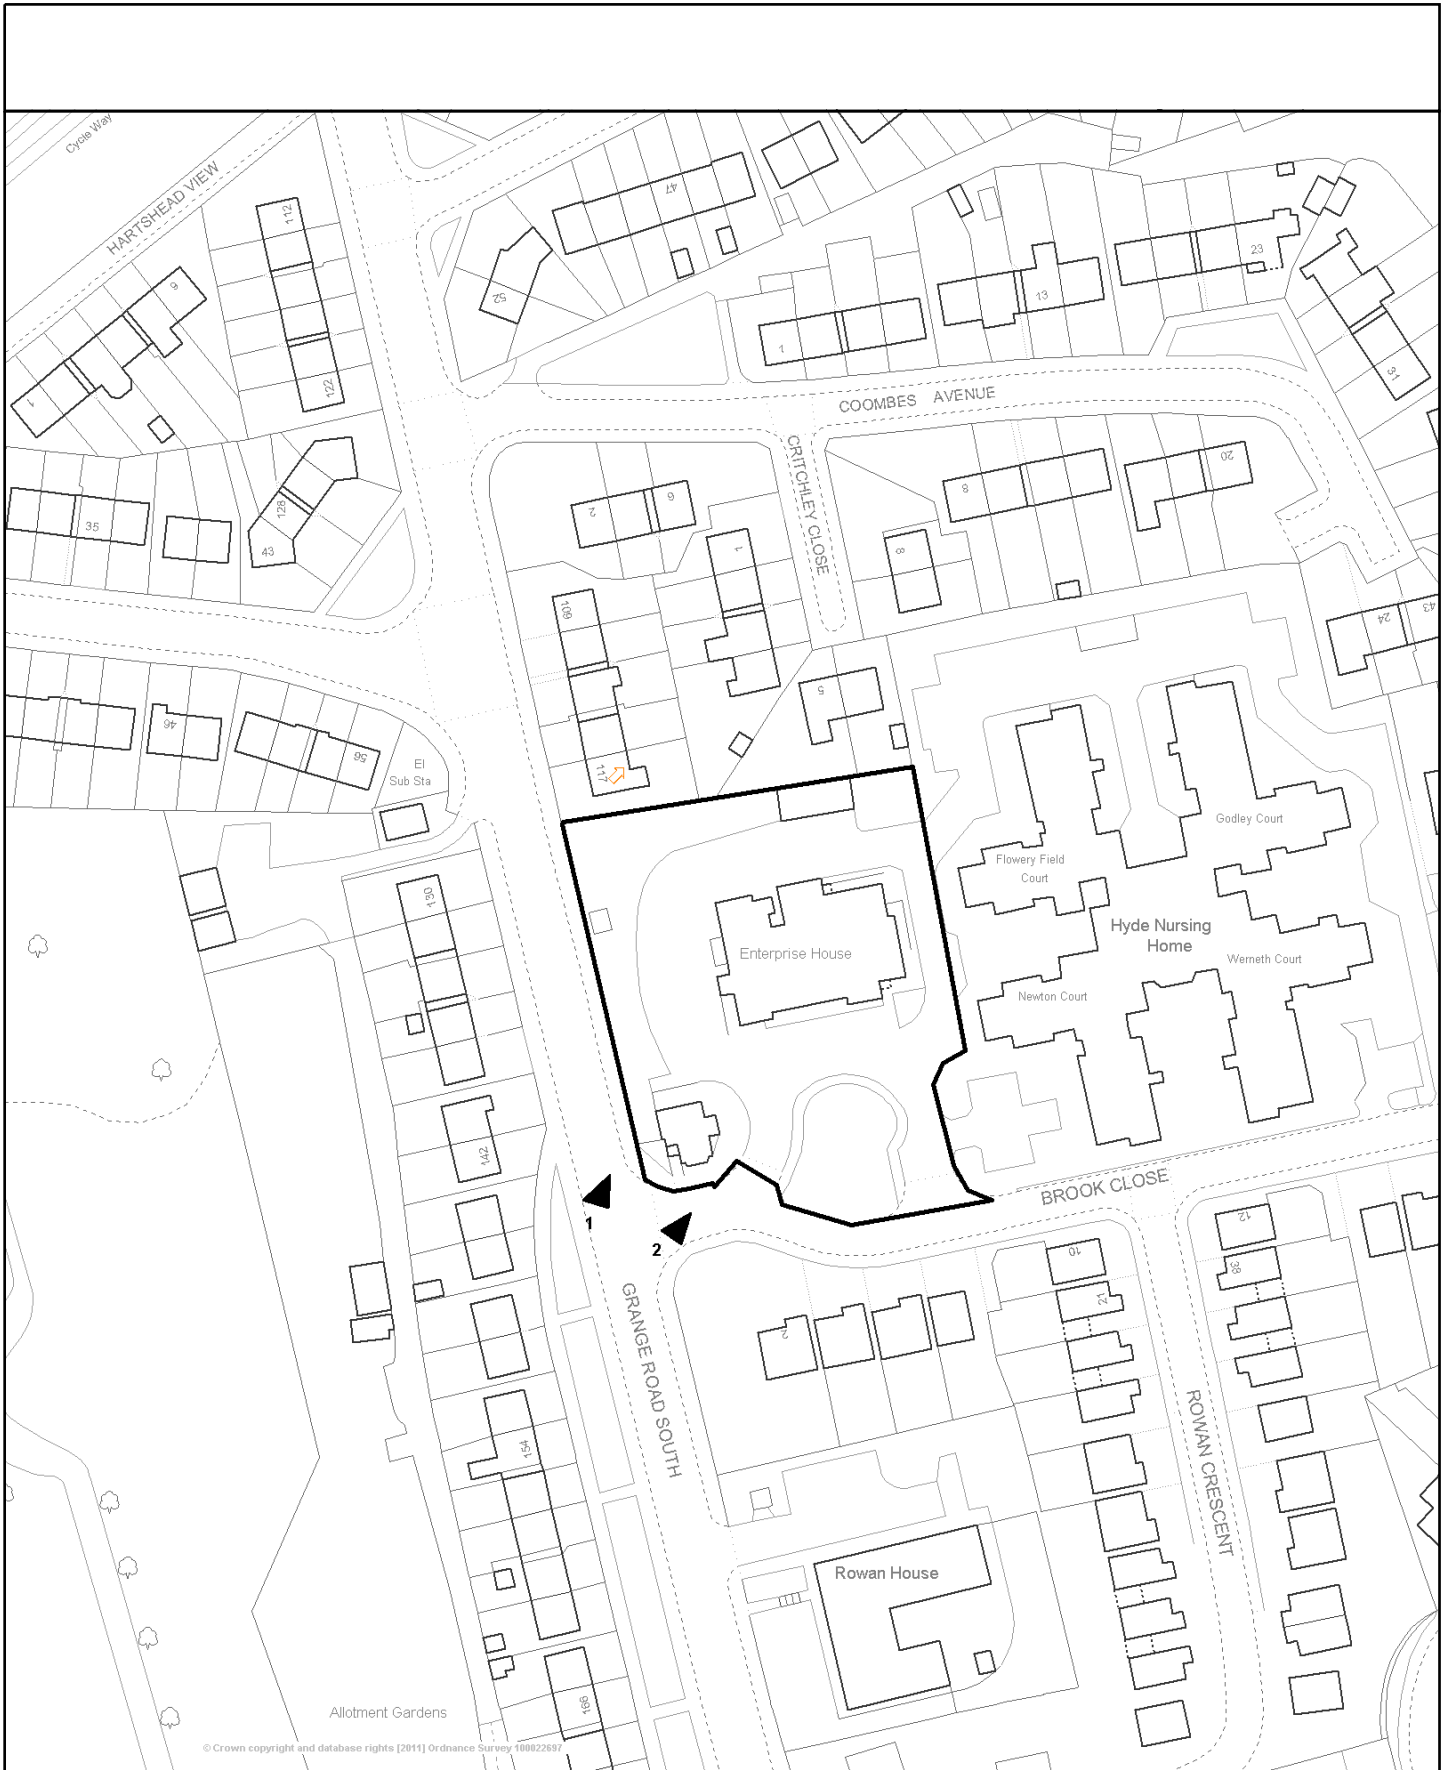 Cycle Way
HARTSHEAD VIEW
112
47
9
52
23
13
1
1
122
31
COOMBES AVENUE
CRITCHLEY CLOSE
20
8
2
6
128
35
43
1
8
109
24
43
5
46
56
El
Sub Sta
117
Godley Court
Flowery Field
Court
130
Hyde Nursing
Home
Enterprise House
Werneth Court
Newton Court
142
BROOK CLOSE
1
2
12
10
38
21
GRANGE ROAD SOUTH
2
ROWAN CRESCENT
154
Rowan House
166
Allotment Gardens
© Crown copyright and database rights [2011] Ordnance Survey 100022697